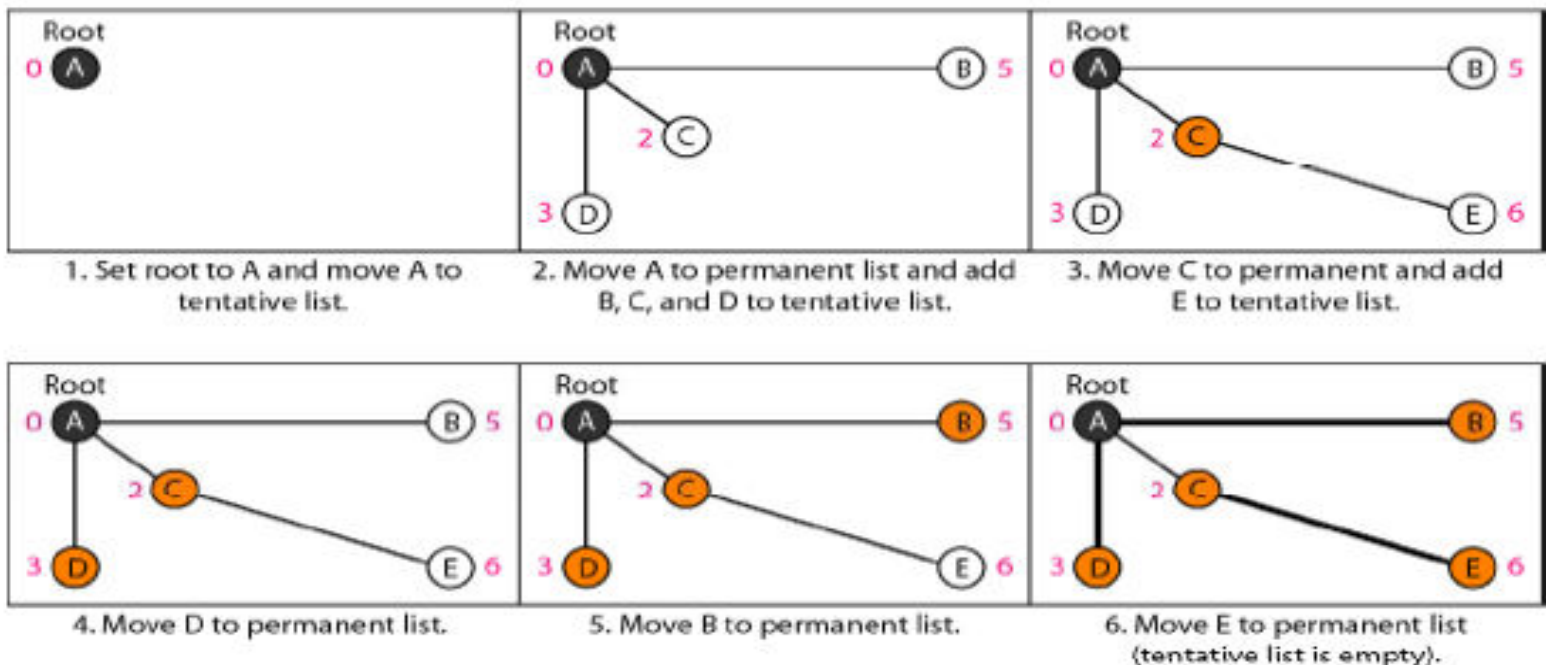 Root
0 A
Root
0 A B 5
2 C
3 D
Root
0 A B 5
2 C
3 D E 6
1. Set root to A and move A to
tentative list.
2. Move A to permanent list and add
B, C, and D to tentative list.
3. Move C to permanent and add
E to tentative list.
Root
0 A B 5
2 C
3 D E 6
Root
0 A B 5
2 C
3 D E 6
Root
0 A B 5
2 C
3 D E 6
4. Move D to permanent list.
5. Move B to permanent list.
6. Move E to permanent list
(tentative list is empty).